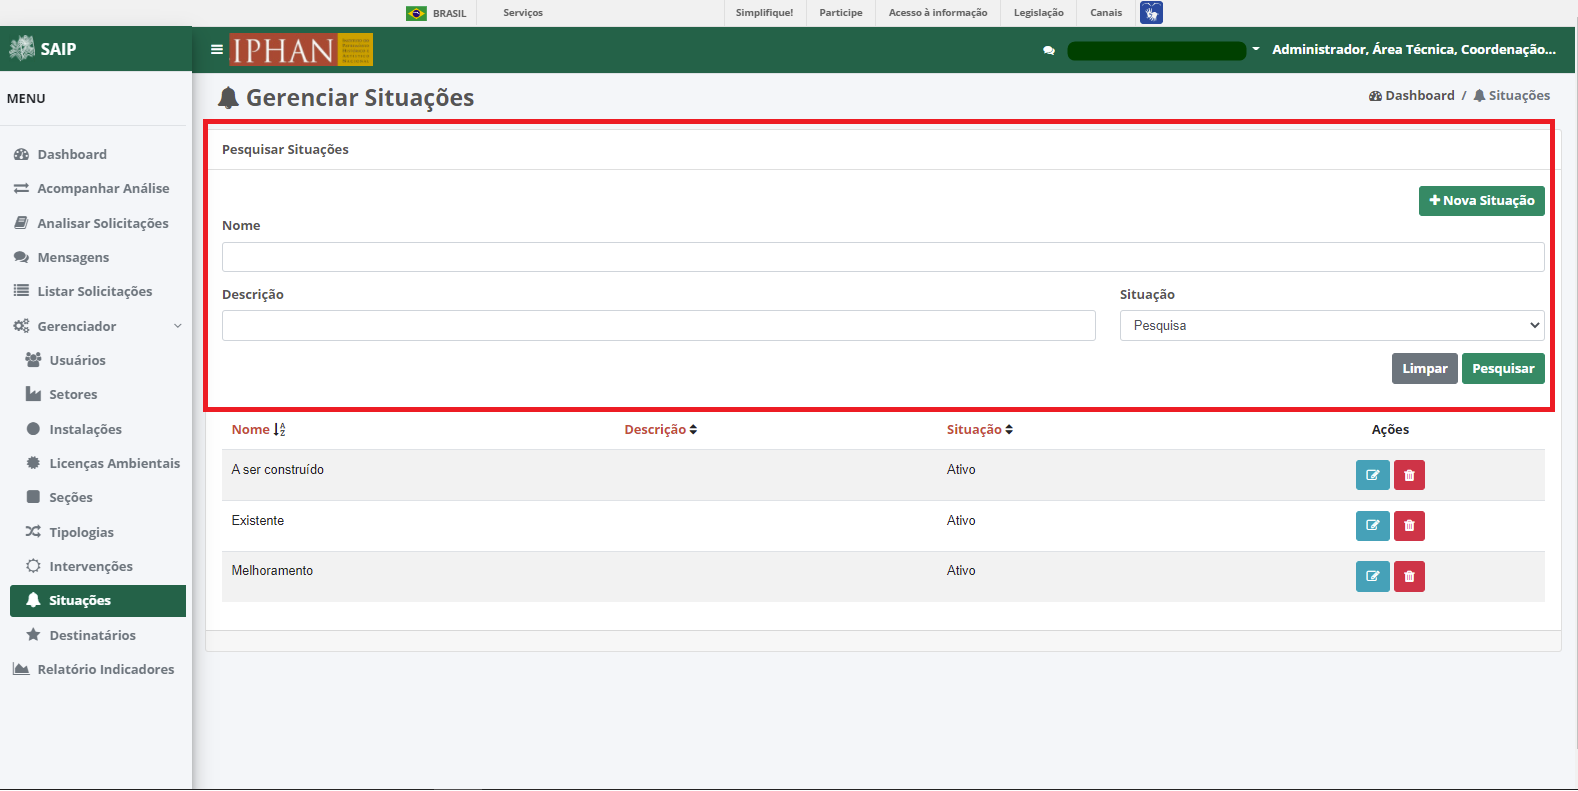 BRASIL Serviços Simplifique! Participe Acesso à informação Legislação Canais
SAIP
IPHAN
Administrador, Área Técnica, Coordenação...
MENU
Gerenciar Situações
Dashboard / Situações
Dashboard
Acompanhar Análise
Analisar Solicitações
Mensagens
Listar Solicitações
Gerenciador
Usuários
Setores
Instalações
Licenças Ambientais
Seções
Tipologias
Intervenções
Situações
Destinatários
Relatório Indicadores
Pesquisar Situações
Nova Situação
Nome
Descrição Situação
Pesquisa
Limpar Pesquisar
Nome Descrição Situação Ações
A ser construído Ativo
Existente Ativo
Melhoramento Ativo